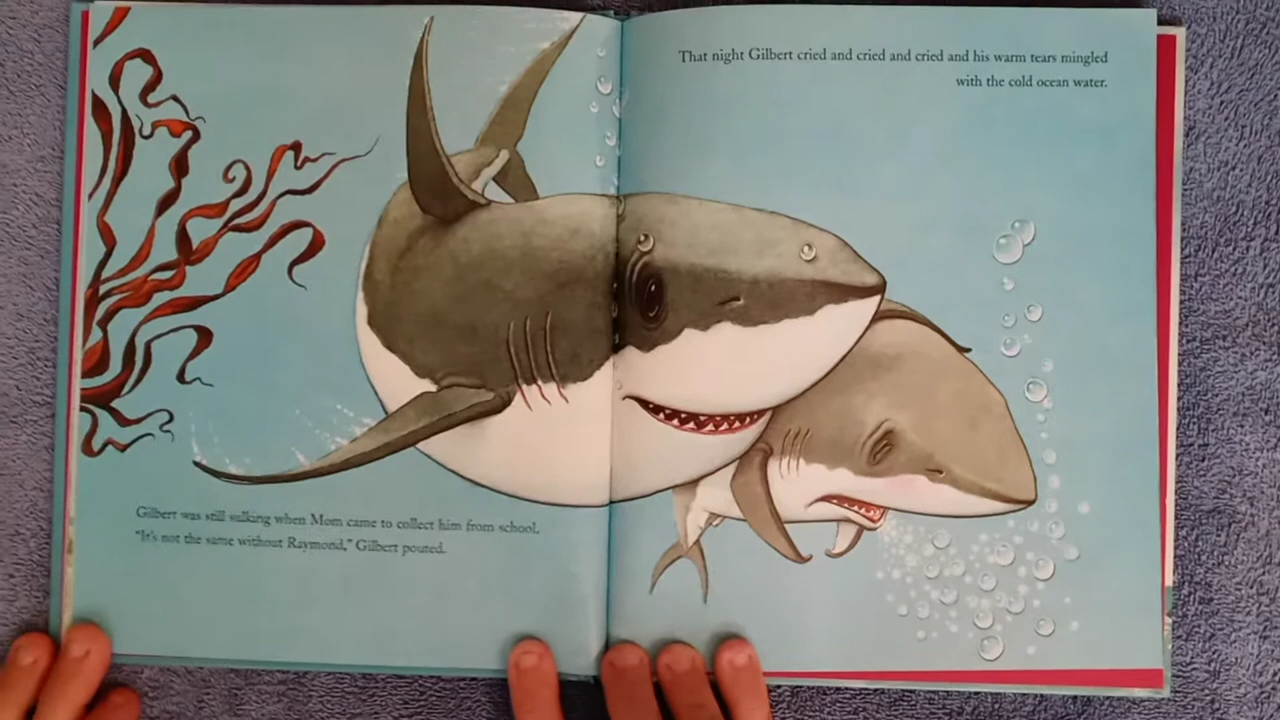 Gilbert was still sulking when Mom came to collect him from school.
"It's not the same without Raymond," Gilbert pouted.
That night Gilbert cried and cried and cried and his warm tears mingled
with the cold ocean water.